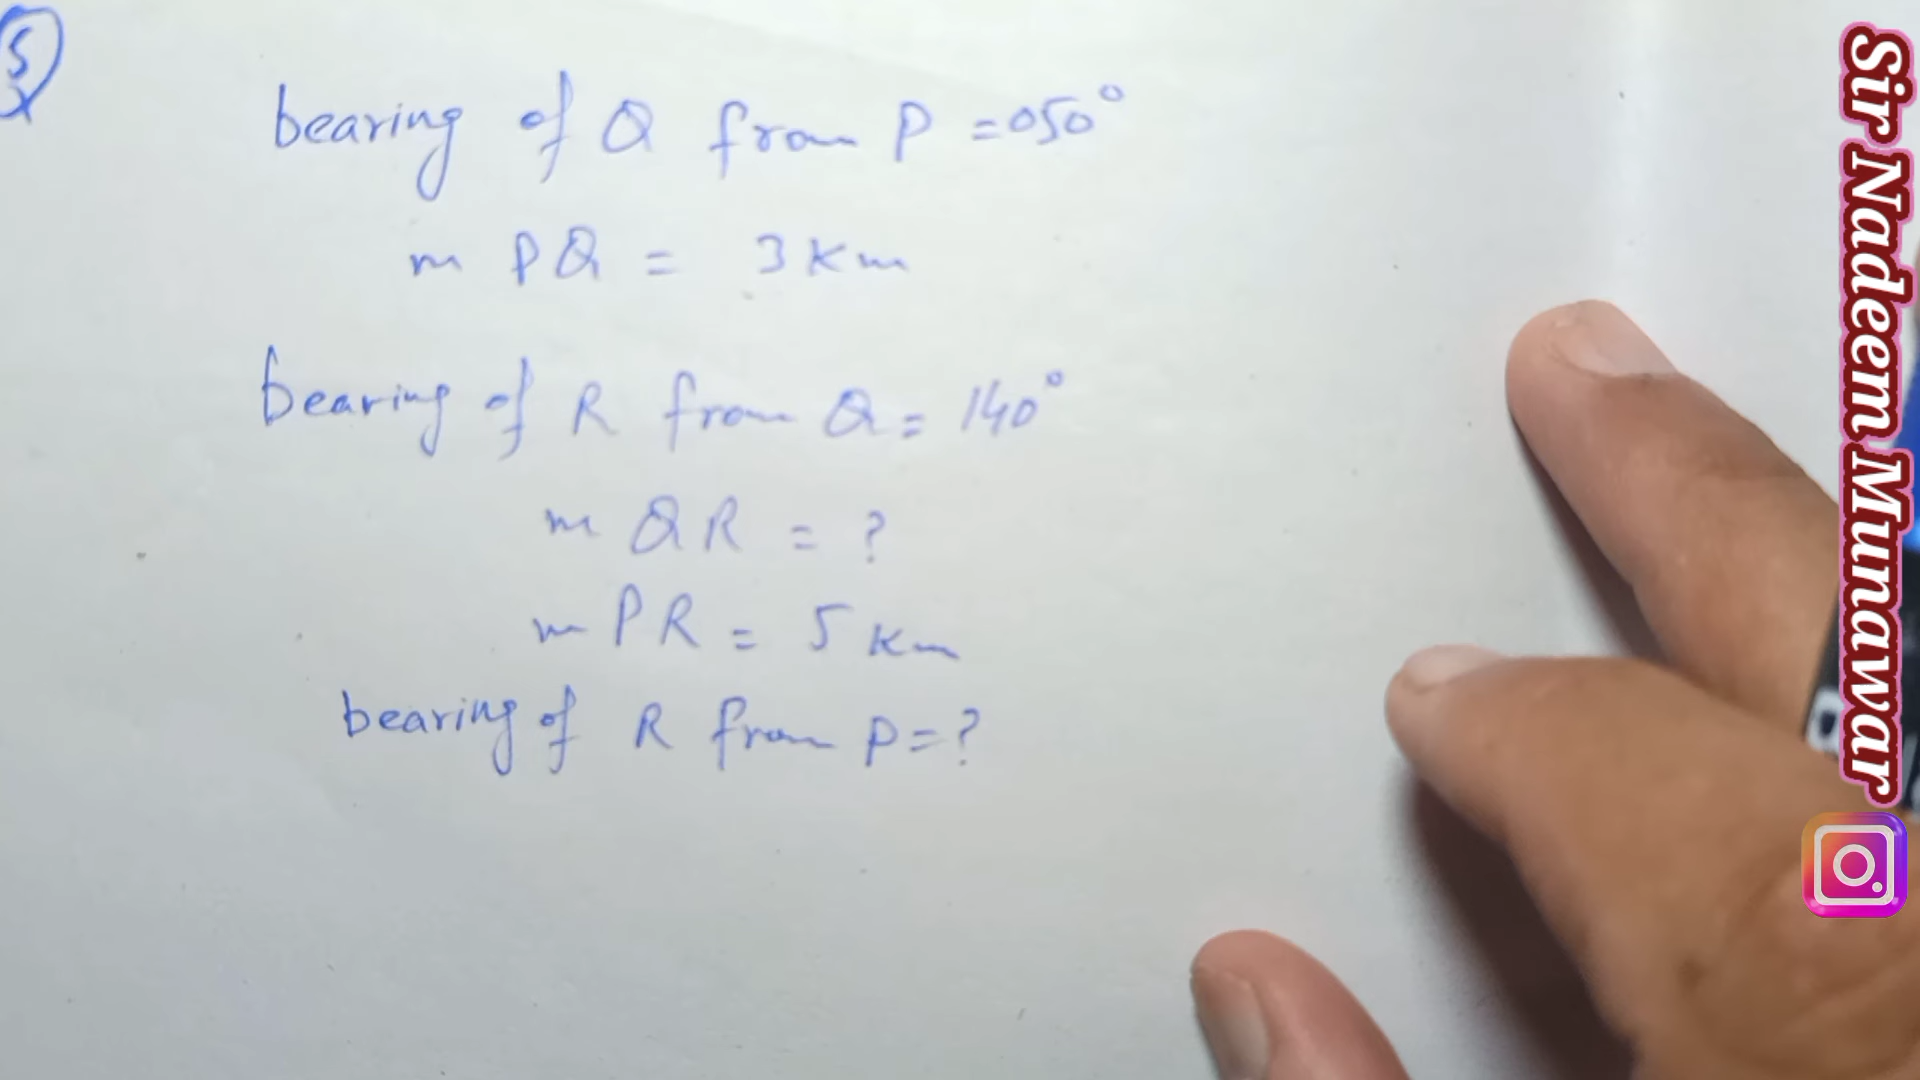 5
bearing of Q from P = 050°
m PQ = 3 Km
bearing of R from Q = 140°
m QR = ?
m PR = 5 Km
bearing of R from P = ?
Sir Nadeem Munawar